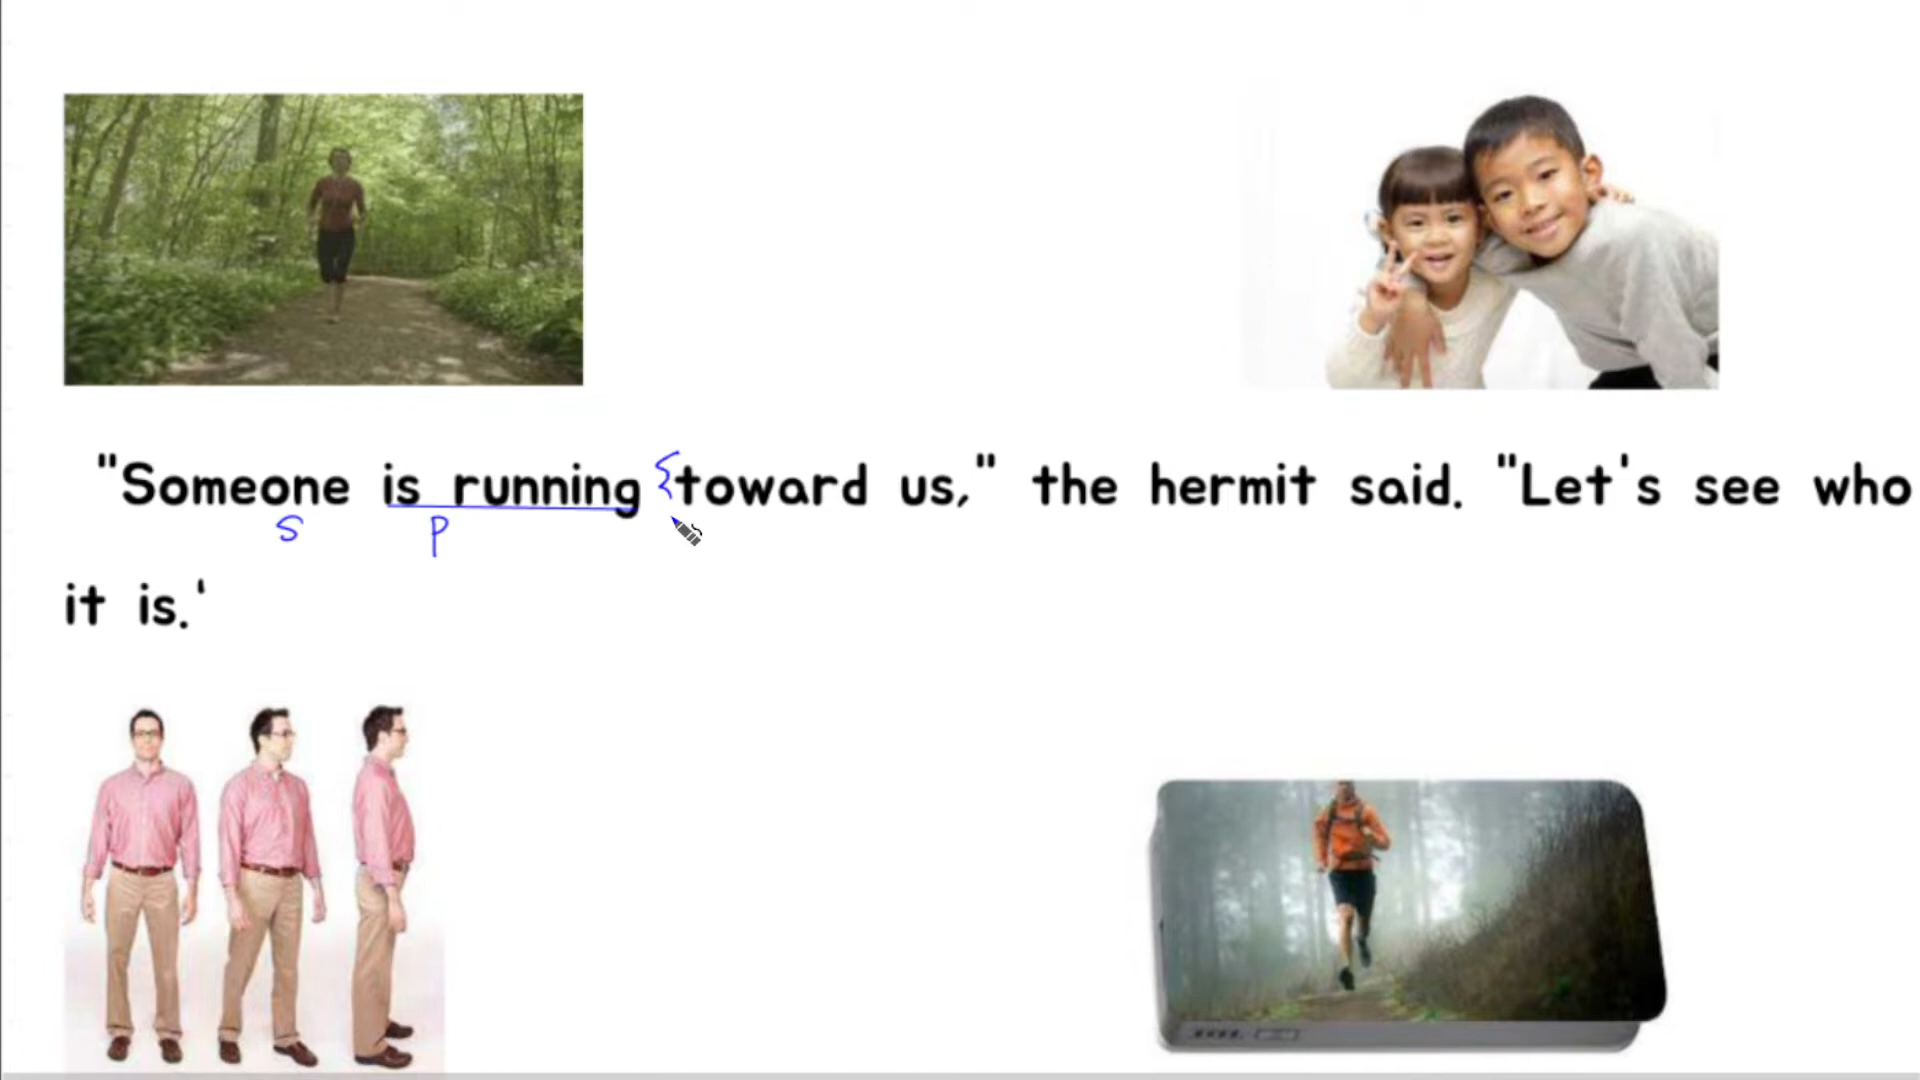 "Someone is running {toward us," the hermit said. "Let's see who
S P
it is.'